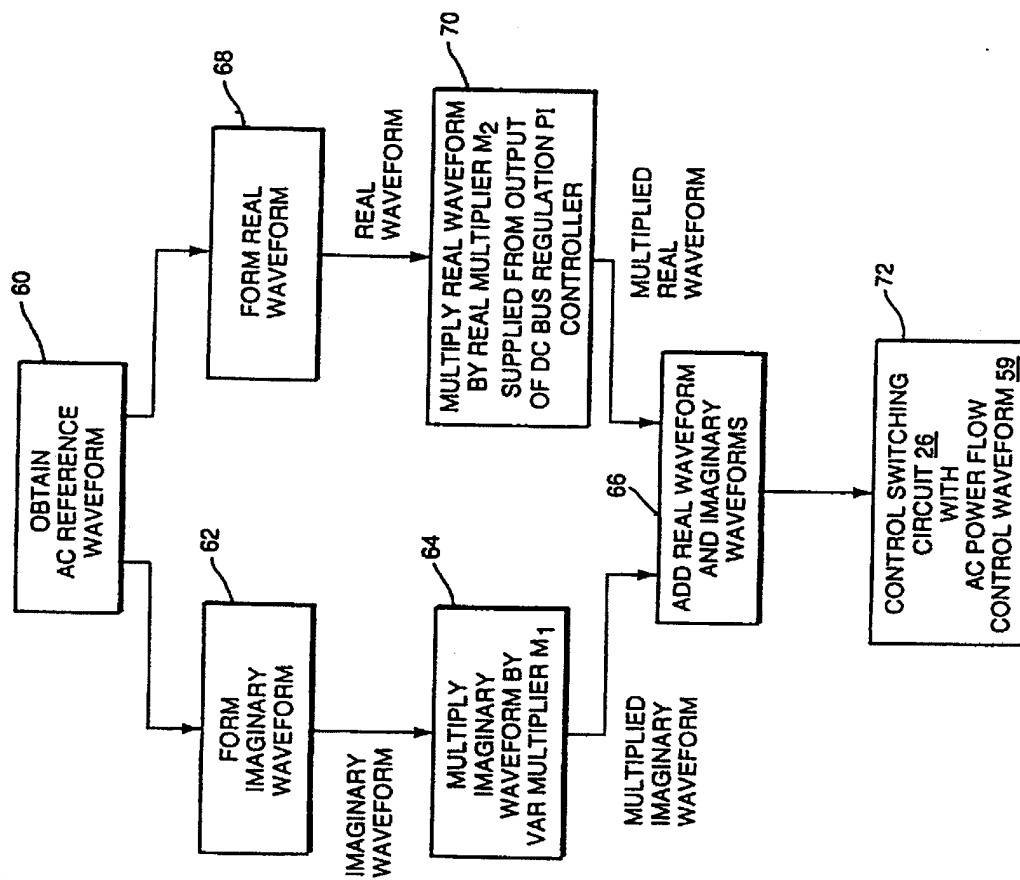 60
OBTAIN
AC REFERENCE
WAVEFORM
62
FORM
IMAGINARY
WAVEFORM
68
FORM REAL
WAVEFORM
IMAGINARY
WAVEFORM
REAL
WAVEFORM
64
MULTIPLY
IMAGINARY
WAVEFORM BY
VAR MULTIPLIER M1
70
MULTIPLY REAL WAVEFORM
BY REAL MULTIPLIER M2
SUPPLIED FROM OUTPUT
OF DC BUS REGULATION PI
CONTROLLER
MULTIPLIED IMAGINARY
WAVEFORM
MULTIPLIED
REAL
WAVEFORM
66
ADD REAL WAVEFORM
AND IMAGINARY
WAVEFORMS
72
CONTROL SWITCHING
CIRCUIT 26
WITH
AC POWER FLOW
CONTROL WAVEFORM 59